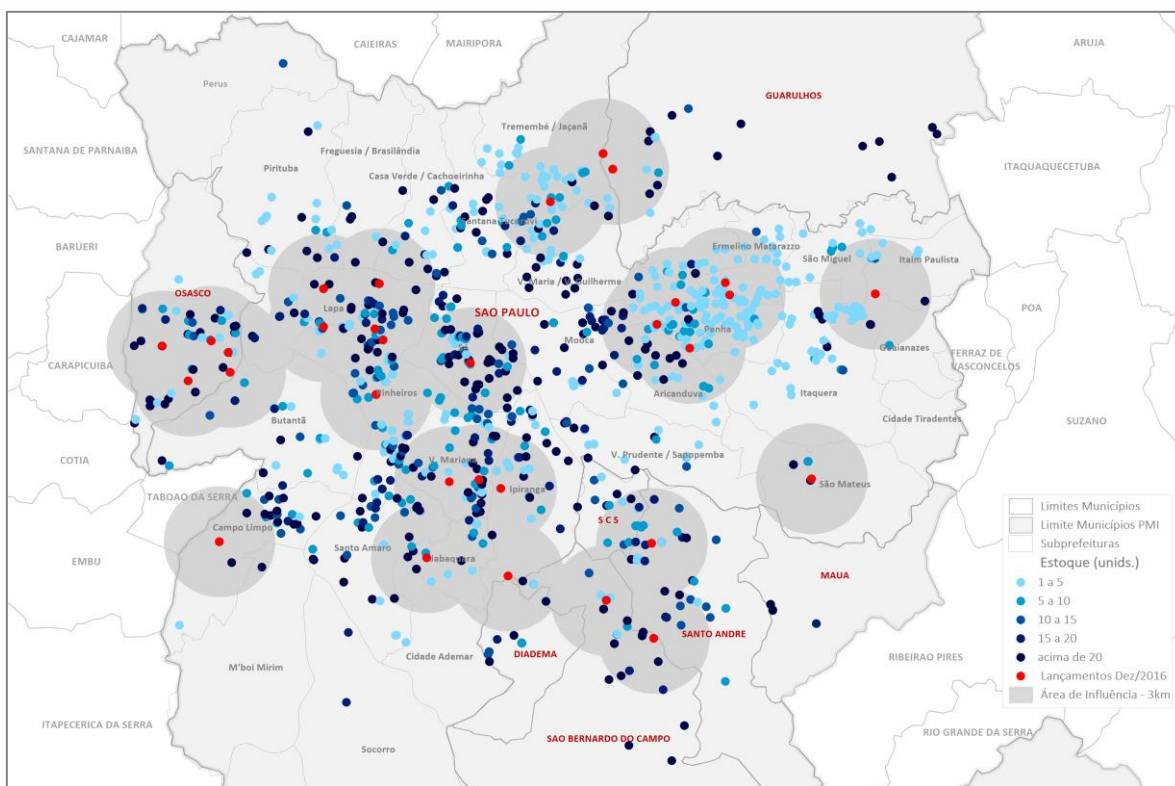 CAJAMAR
CAIEIRAS
MAIRIPORA
ARUJA
Perus
GUARULHOS
Tremembé / Jaçanã
SANTANA DE PARNAIBA
Freguesia / Brasilândia
Pirituba
Casa Verde / Cachoeirinha
ITAQUAQUECETUBA
Santana Tucuruvi
BARUERI
Ermelino Matarazzo
São Miguel
Itaim Paulista
V. Maria / V. Guilherme
OSASCO
Lapa
SAO PAULO
POA
Penha
Mooca
Guaianazes
CARAPICUIBA
FERRAZ DE
VASCONCELOS
Pinheiros
Aricanduva
Itaquera
Butantã
Cidade Tiradentes
SUZANO
COTIA
V. Mariana
V. Prudente / Sapopemba
São Mateus
TABOAO DA SERRA
Ipiranga
Campo Limpo
S C S
Santo Amaro
Jabaquara
EMBU
MAUA
SANTO ANDRE
DIADEMA
Cidade Ademar
M'boi Mirim
RIBEIRAO PIRES
ITAPECERICA DA SERRA
Socorro
SAO BERNARDO DO CAMPO
RIO GRANDE DA SERRA
Limites Municípios
Limite Municípios PMI
Subprefeituras
Estoque (unids.)
1 a 5
5 a 10
10 a 15
15 a 20
acima de 20
Lançamentos Dez/2016
Área de Influência - 3km